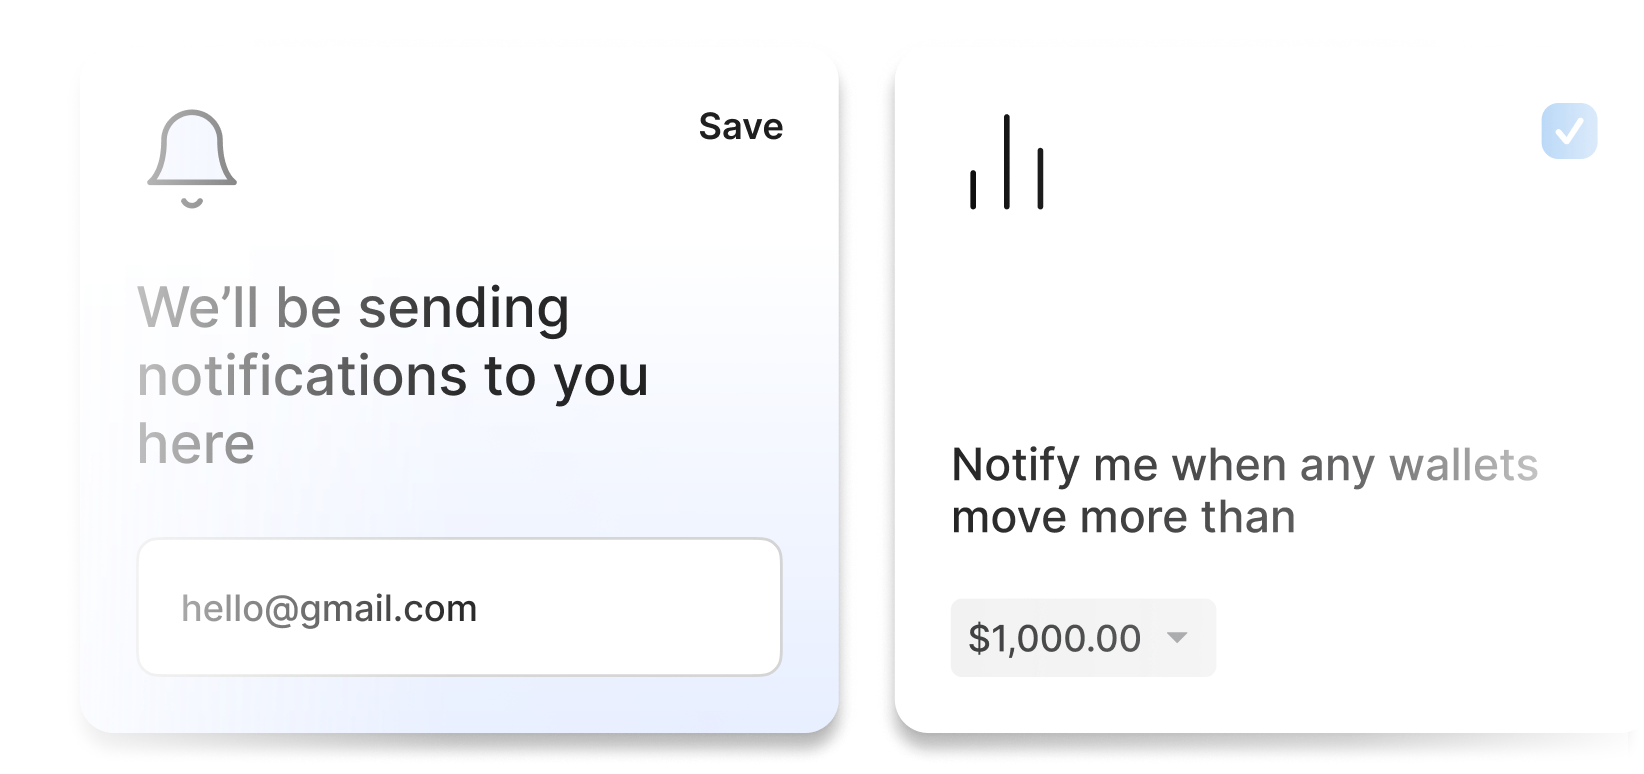 Save
We’ll be sending
notifications to you
here
hello@gmail.com
Notify me when any wallets
move more than
$1,000.00